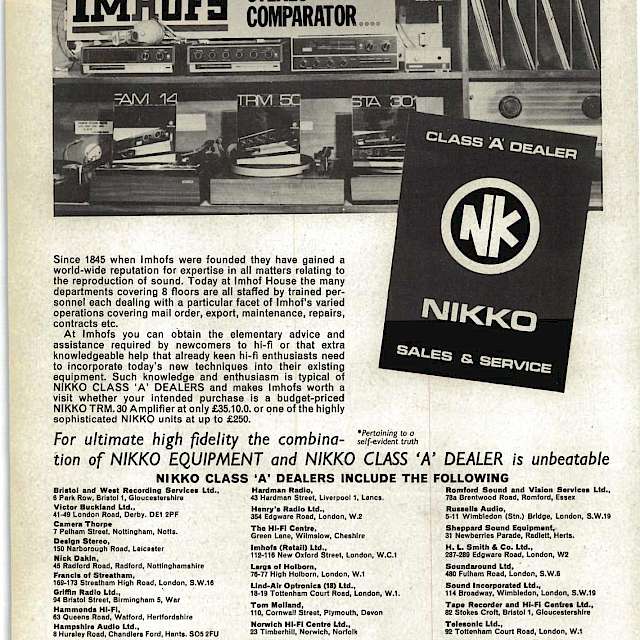 IMHOFS
COMPARATOR....
FAM 14
TRM 50
STA 301
CLASS 'A' DEALER
NK
NIKKO
SALES & SERVICE
Since 1845 when Imhofs were founded they have gained a
world-wide reputation for expertise in all matters relating to
the reproduction of sound. Today at Imhof House the many
departments covering 8 floors are all staffed by trained per-
sonnel each dealing with a particular facet of Imhof's varied
operations covering mail order, export, maintenance, repairs,
contracts etc.
At Imhofs you can obtain the elementary advice and
assistance required by newcomers to hi-fi or that extra
knowledgeable help that already keen hi-fi enthusiasts need
to incorporate today's new techniques into their existing
equipment. Such knowledge and enthusiasm is typical of
NIKKO CLASS 'A' DEALERS and makes Imhofs worth a
visit whether your intended purchase is a budget-priced
NIKKO TRM. 30 Amplifier at only £35.10.0. or one of the highly
sophisticated NIKKO units at up to £250.
*Pertaining to a
self-evident truth
For ultimate high fidelity the combina-
tion of NIKKO EQUIPMENT and NIKKO CLASS 'A' DEALER is unbeatable
NIKKO CLASS 'A' DEALERS INCLUDE THE FOLLOWING
Bristol and West Recording Services Ltd.,
6 Park Row, Bristol 1, Gloucestershire
Victor Buckland Ltd.,
41-49 London Road, Derby. DE1 2PF
Camera Thorpe
7 Pelham Street, Nottingham, Notts.
Design Stereo,
150 Narborough Road, Leicaster
Nick Dakin,
45 Radford Road, Radford, Nottinghamshire
Francis of Streatham,
169-173 Streatham High Road, London, S.W.16
Griffin Radio Ltd.,
94 Bristol Street, Birmingham 5, War
Hammonds Hi-Fi,
63 Queens Road, Watford, Hertfordshire
Hampshire Audio Ltd.,
8 Hursley Road, Chandlers Ford, Hants. SO5 2FU
Hardman Radio,
43 Hardman Street, Liverpool 1, Lancs.
Henry's Radio Ltd.,
354 Edgware Road, London, W.2
The Hi-Fi Centre,
Green Lane, Wilmslow, Cheshire
Imhofs (Retail) Ltd.,
112-116 New Oxford Street, London, W.C.1
Largs of Holborn,
76-77 High Holborn, London, W.1
Lind-Air Optronics (18) Ltd.,
18-19 Tottenham Court Road, London, W.1.
Tom Molland,
110, Cornwall Street, Plymouth, Devon
Norwich Hi-Fi Centre Ltd.,
23 Timberhill, Norwich, Norfolk
Romford Sound and Vision Services Ltd.,
78a Brentwood Road, Romford, Essex
Russells Audio,
5-11 Wimbledon (Stn.) Bridge, London, S.W.19
Sheppard Sound Equipment,
31 Newberries Parade, Radlett, Herts.
H. L. Smith & Co. Ltd.,
287-289 Edgware Road, London, W2
Soundaround Ltd,
480 Fulham Road, London, S.W.6
Sound Incorporated Ltd.,
114 Broadway, Wimbledon, London, S.W.19
Tape Recorder and Hi-Fi Centres Ltd.,
82 Stokes Croft, Bristol 1, Gloucestershire
Telesonic Ltd.,
92 Tottenham Court Road, London, W.1